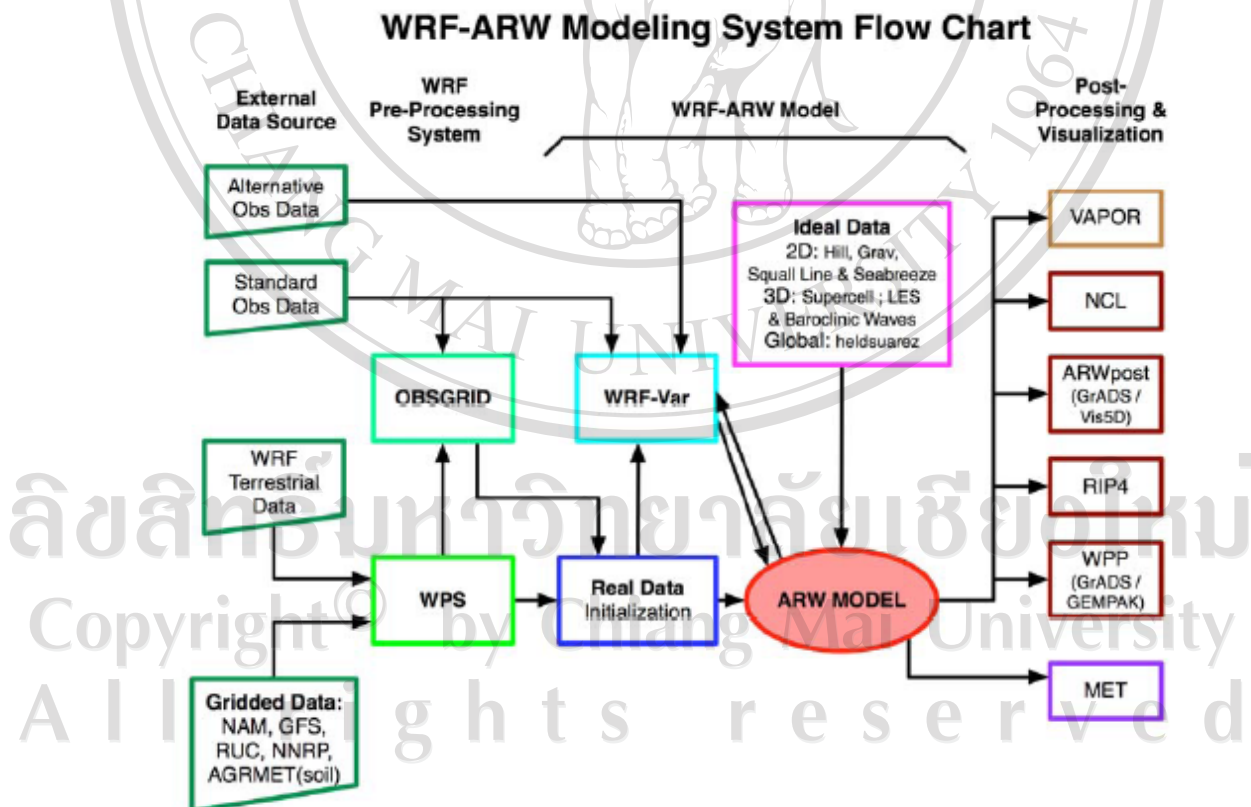 WRF-ARW Modeling System Flow Chart
External
Data Source
WRF
Pre-Processing
System
WRF-ARW Model
Post-
Processing &
Visualization
Alternative
Obs Data
Standard
Obs Data
WRF
Terrestrial
Data
Gridded Data:
NAM, GFS,
RUC, NNRP,
AGRMET(soil)
OBSGRID
WPS
WRF-Var
Real Data
Initialization
Ideal Data
2D: Hill, Grav,
Squall Line & Seabreeze
3D: Supercell ; LES
& Baroclinic Waves
Global: heldsuarez
ARW MODEL
VAPOR
NCL
ARWpost
(GrADS /
Vis5D)
RIP4
WPP
(GrADS /
GEMPAK)
MET
CHIANG MAI UNIVERSITY 1964
ลิขสิทธิ์มหาวิทยาลัยเชียงใหม่
Copyright© by Chiang Mai University
All rights reserved